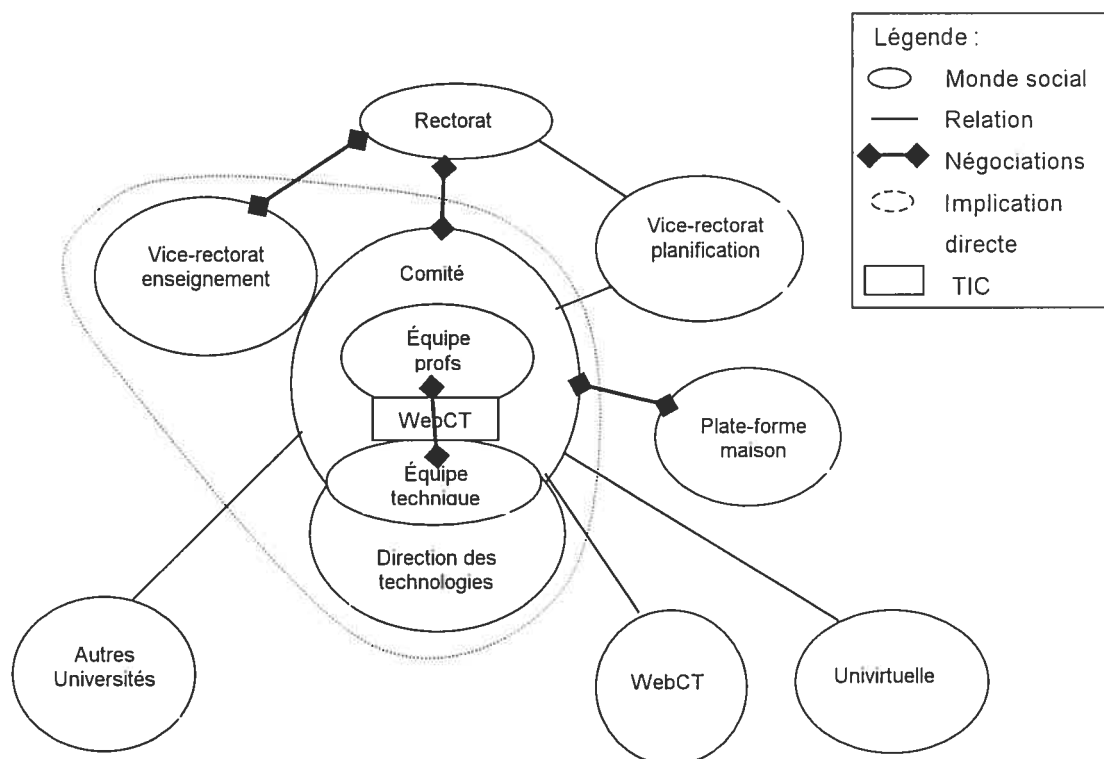 Légende :
Monde social
Relation
Négociations
Implication
directe
TIC
Rectorat
Vice-rectorat
enseignement
Vice-rectorat
planification
Comité
Équipe
profs
WebCT
Équipe
technique
Plate-forme
maison
Direction des
technologies
Autres
Universités
WebCT
Univirtuelle